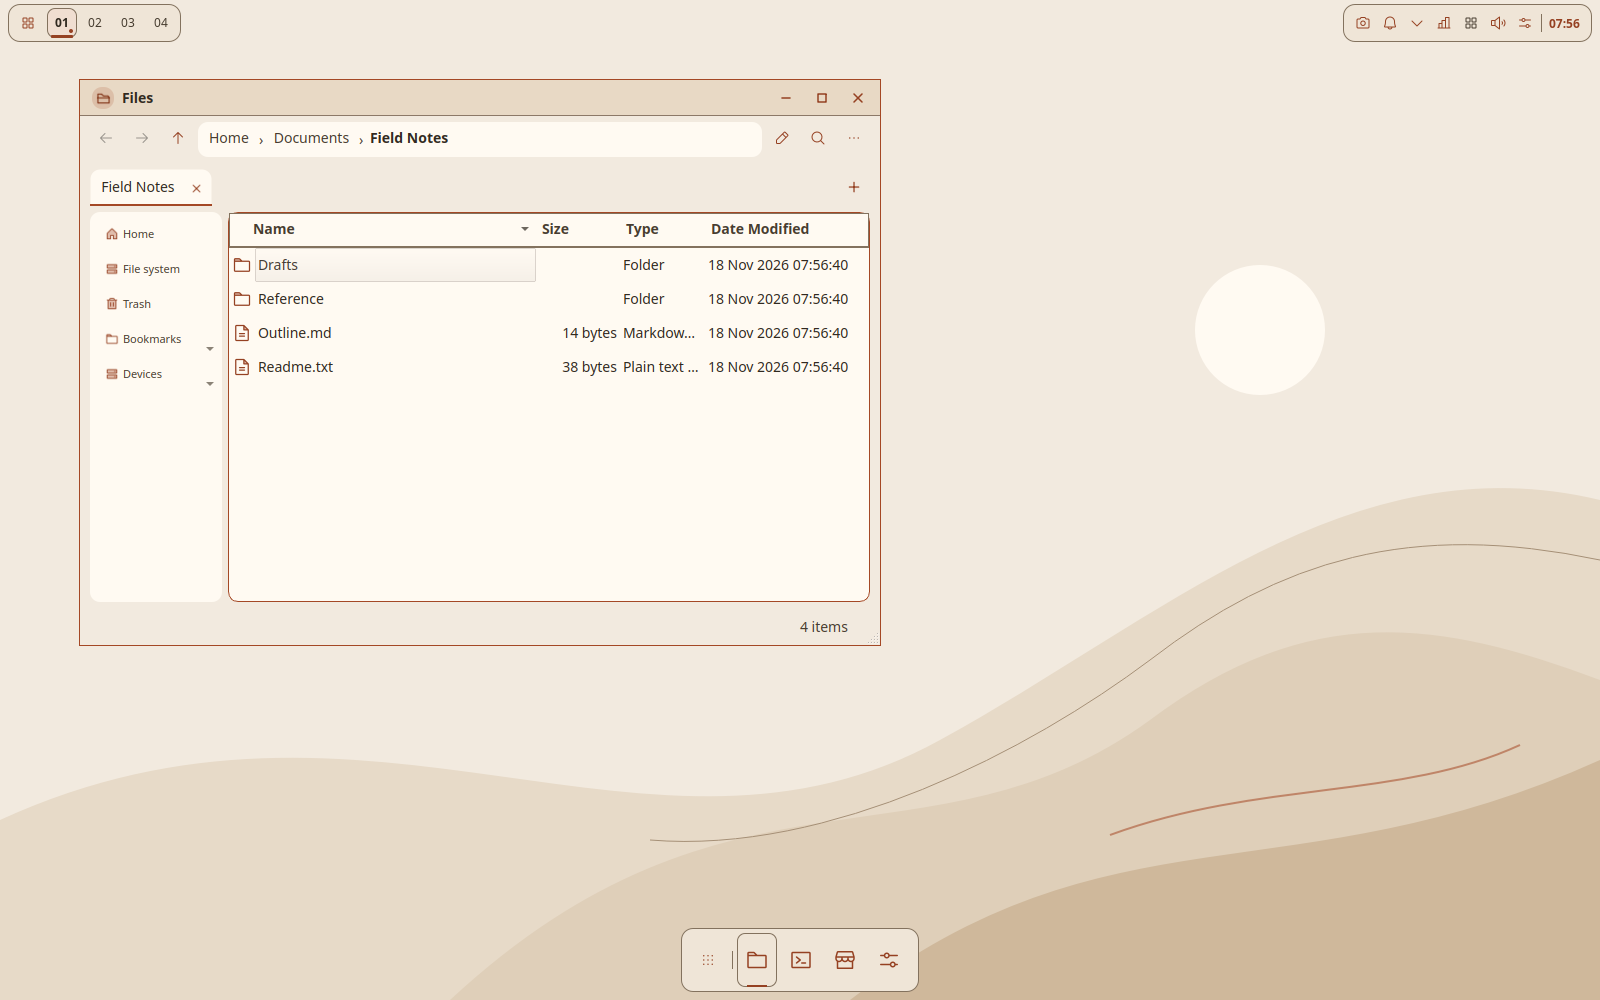 01 02 03 04
07:56
Files
Home › Documents › Field Notes
Field Notes
Home
File system
Trash
Bookmarks
Devices
Name Size Type Date Modified
Drafts Folder 18 Nov 2026 07:56:40
Reference Folder 18 Nov 2026 07:56:40
Outline.md 14 bytes Markdow... 18 Nov 2026 07:56:40
Readme.txt 38 bytes Plain text ... 18 Nov 2026 07:56:40
4 items